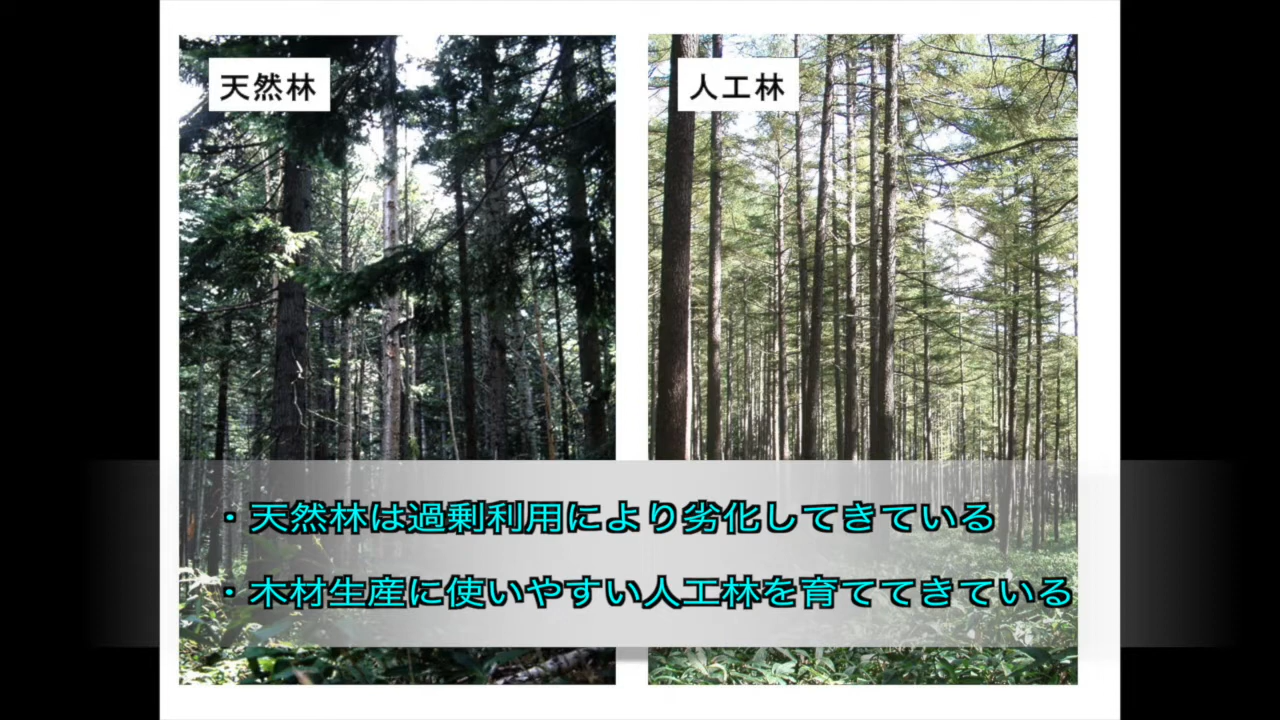 天然林
人工林
・天然林は過剰利用により劣化してきている
・木材生産に使いやすい人工林を育ててきている